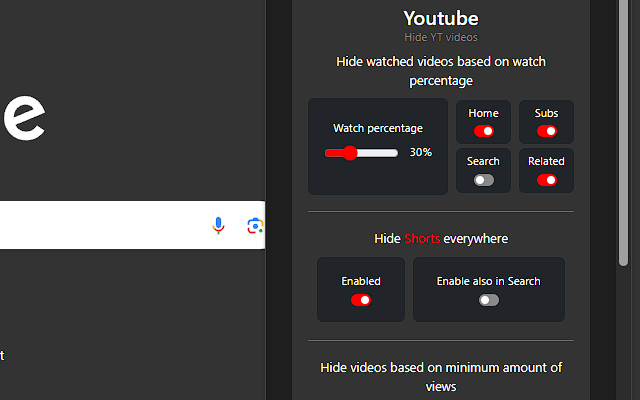 Youtube
Hide YT videos
Hide watched videos based on watch
percentage
Watch percentage
30%
Home
Subs
Search
Related
Hide Shorts everywhere
Enabled
Enable also in Search
Hide videos based on minimum amount of
views
e
t